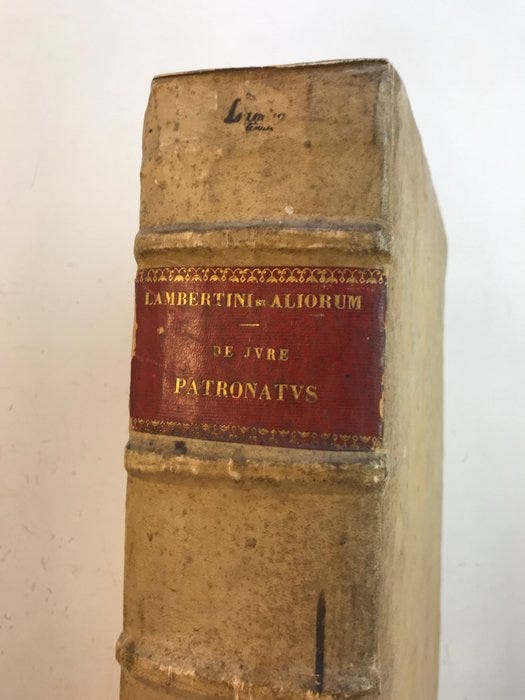 LAMBERTINI ET ALIORUM
DE JVRE
PATRONATVS